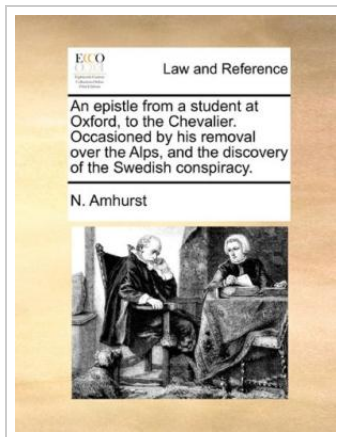 ECCO
Law and Reference
An epistle from a student at
Oxford, to the Chevalier.
Occasioned by his removal
over the Alps, and the discovery
of the Swedish conspiracy.
N. Amhurst